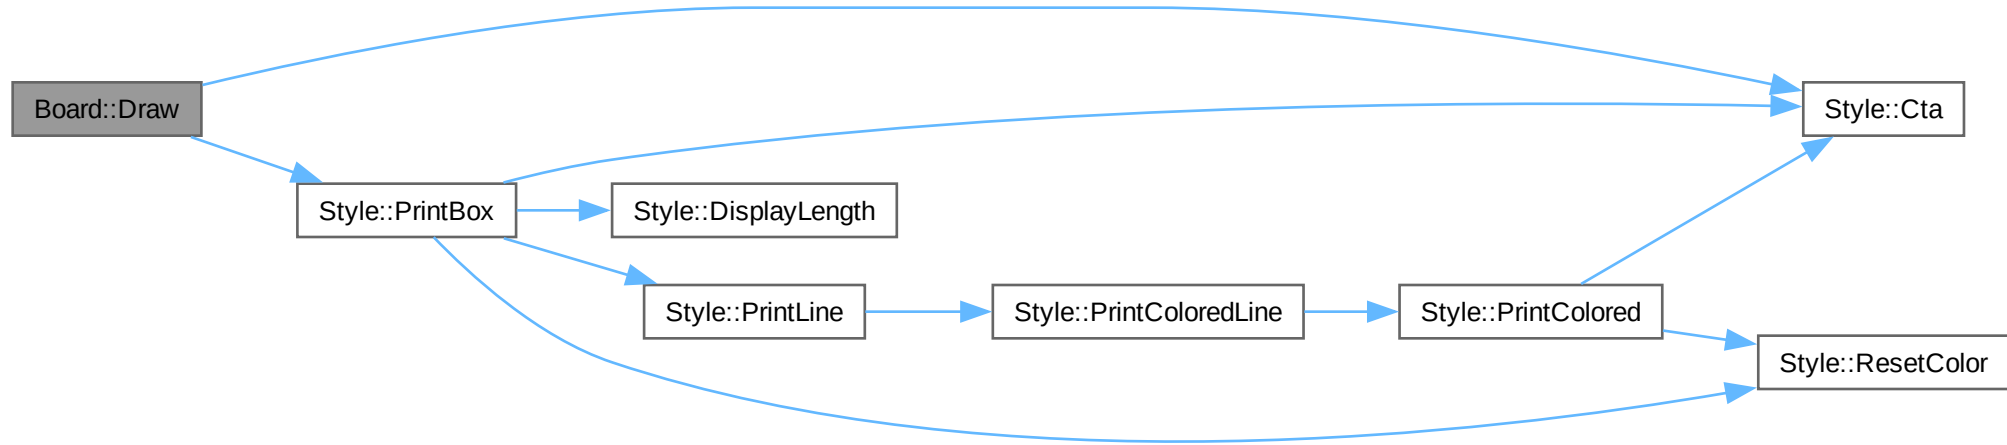 Board::Draw
Style::Cta
Style::PrintBox
Style::DisplayLength
Style::PrintLine
Style::PrintColoredLine
Style::PrintColored
Style::ResetColor